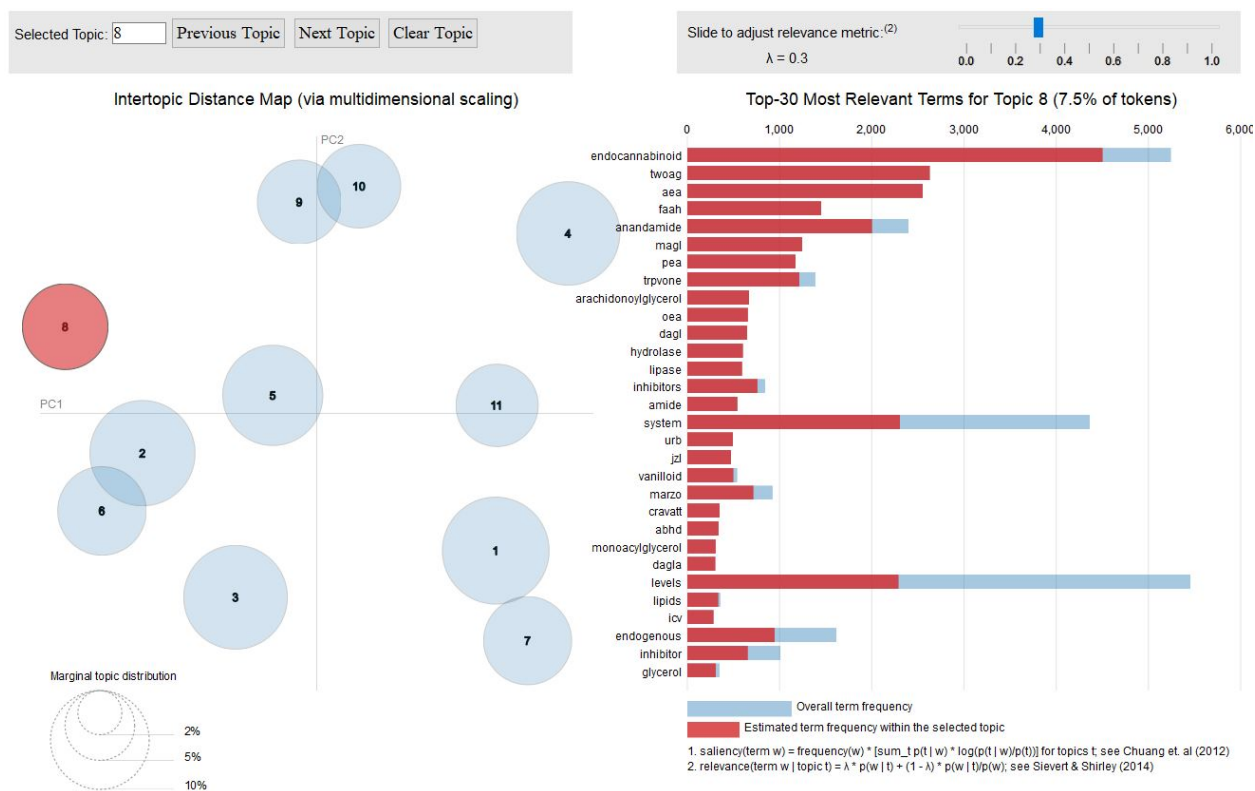 Selected Topic: 8 Previous Topic Next Topic Clear Topic
Slide to adjust relevance metric:(2)
λ = 0.3
0.0 0.2 0.4 0.6 0.8 1.0
Intertopic Distance Map (via multidimensional scaling)
PC2
PC1
9
10
4
8
5
11
2
6
1
3
7
Marginal topic distribution
2%
5%
10%
Top-30 Most Relevant Terms for Topic 8 (7.5% of tokens)
0 1,000 2,000 3,000 4,000 5,000 6,000
endocannabinoid
twoag
aea
faah
anandamide
magl
pea
trpvone
arachidonoylglycerol
oea
dagl
hydrolase
lipase
inhibitors
amide
system
urb
jzl
vanilloid
marzo
cravatt
abhd
monoacylglycerol
dagla
levels
lipids
icv
endogenous
inhibitor
glycerol
Overall term frequency
Estimated term frequency within the selected topic
1. saliency(term w) = frequency(w) * [sum_t p(t | w) * log(p(t | w)/p(t))] for topics t; see Chuang et. al (2012)
2. relevance(term w | topic t) = λ * p(w | t) + (1 - λ) * p(w | t)/p(w); see Sievert & Shirley (2014)